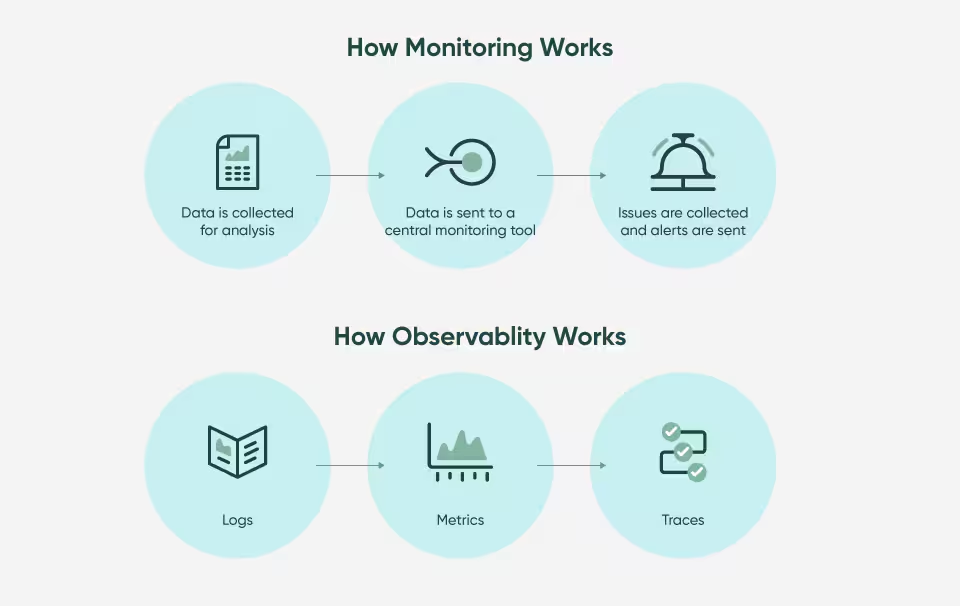 How Monitoring Works
Data is collected
for analysis
Data is sent to a
central monitoring tool
Issues are collected
and alerts are sent
How Observablity Works
Logs
Metrics
Traces